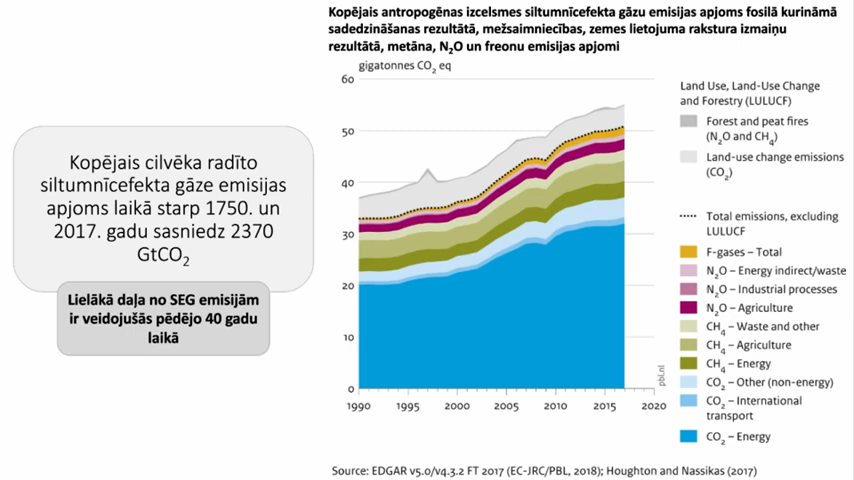 Kopējais antropogēnas izcelsmes siltumnīcefekta gāzu emisijas apjoms fosilā kurināmā
sadedzināšanas rezultātā, mežsaimniecības, zemes lietojuma rakstura izmaiņu
rezultātā, metāna, N₂O un freonu emisijas apjomi
Kopējais cilvēka radīto
siltumnīcefekta gāze emisijas
apjoms laikā starp 1750. un
2017. gadu sasniedz 2370
GtCO₂
Lielākā daļa no SEG emisijām
ir veidojušās pēdējo 40 gadu
laikā
gigatonnes CO₂ eq
60
50
40
30
20
10
0
1990
1995
2000
2005
2010
2015
2020
pbl.nl
Land Use, Land-Use Change
and Forestry (LULUCF)
Forest and peat fires
(N₂O and CH₄)
Land-use change emissions
(CO₂)
Total emissions, excluding
LULUCF
F-gases – Total
N₂O – Energy indirect/waste
N₂O – Industrial processes
N₂O – Agriculture
CH₄ – Waste and other
CH₄ – Agriculture
CH₄ – Energy
CO₂ – Other (non-energy)
CO₂ – International
transport
CO₂ – Energy
Source: EDGAR v5.0/v4.3.2 FT 2017 (EC-JRC/PBL, 2018); Houghton and Nassikas (2017)